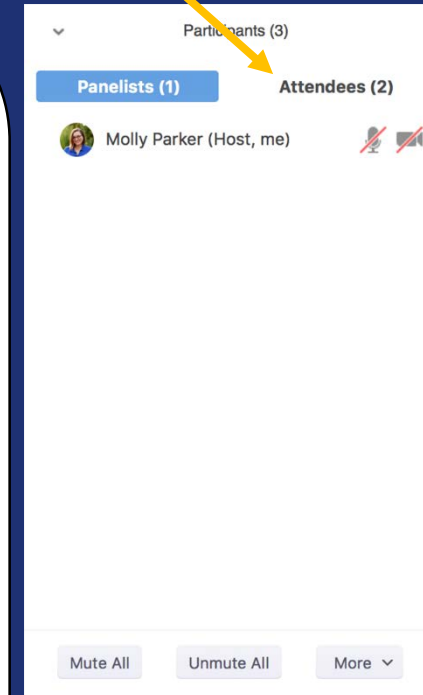 Participants (3)
Panelists (1) Attendees (2)
Molly Parker (Host, me)
Mute All Unmute All More